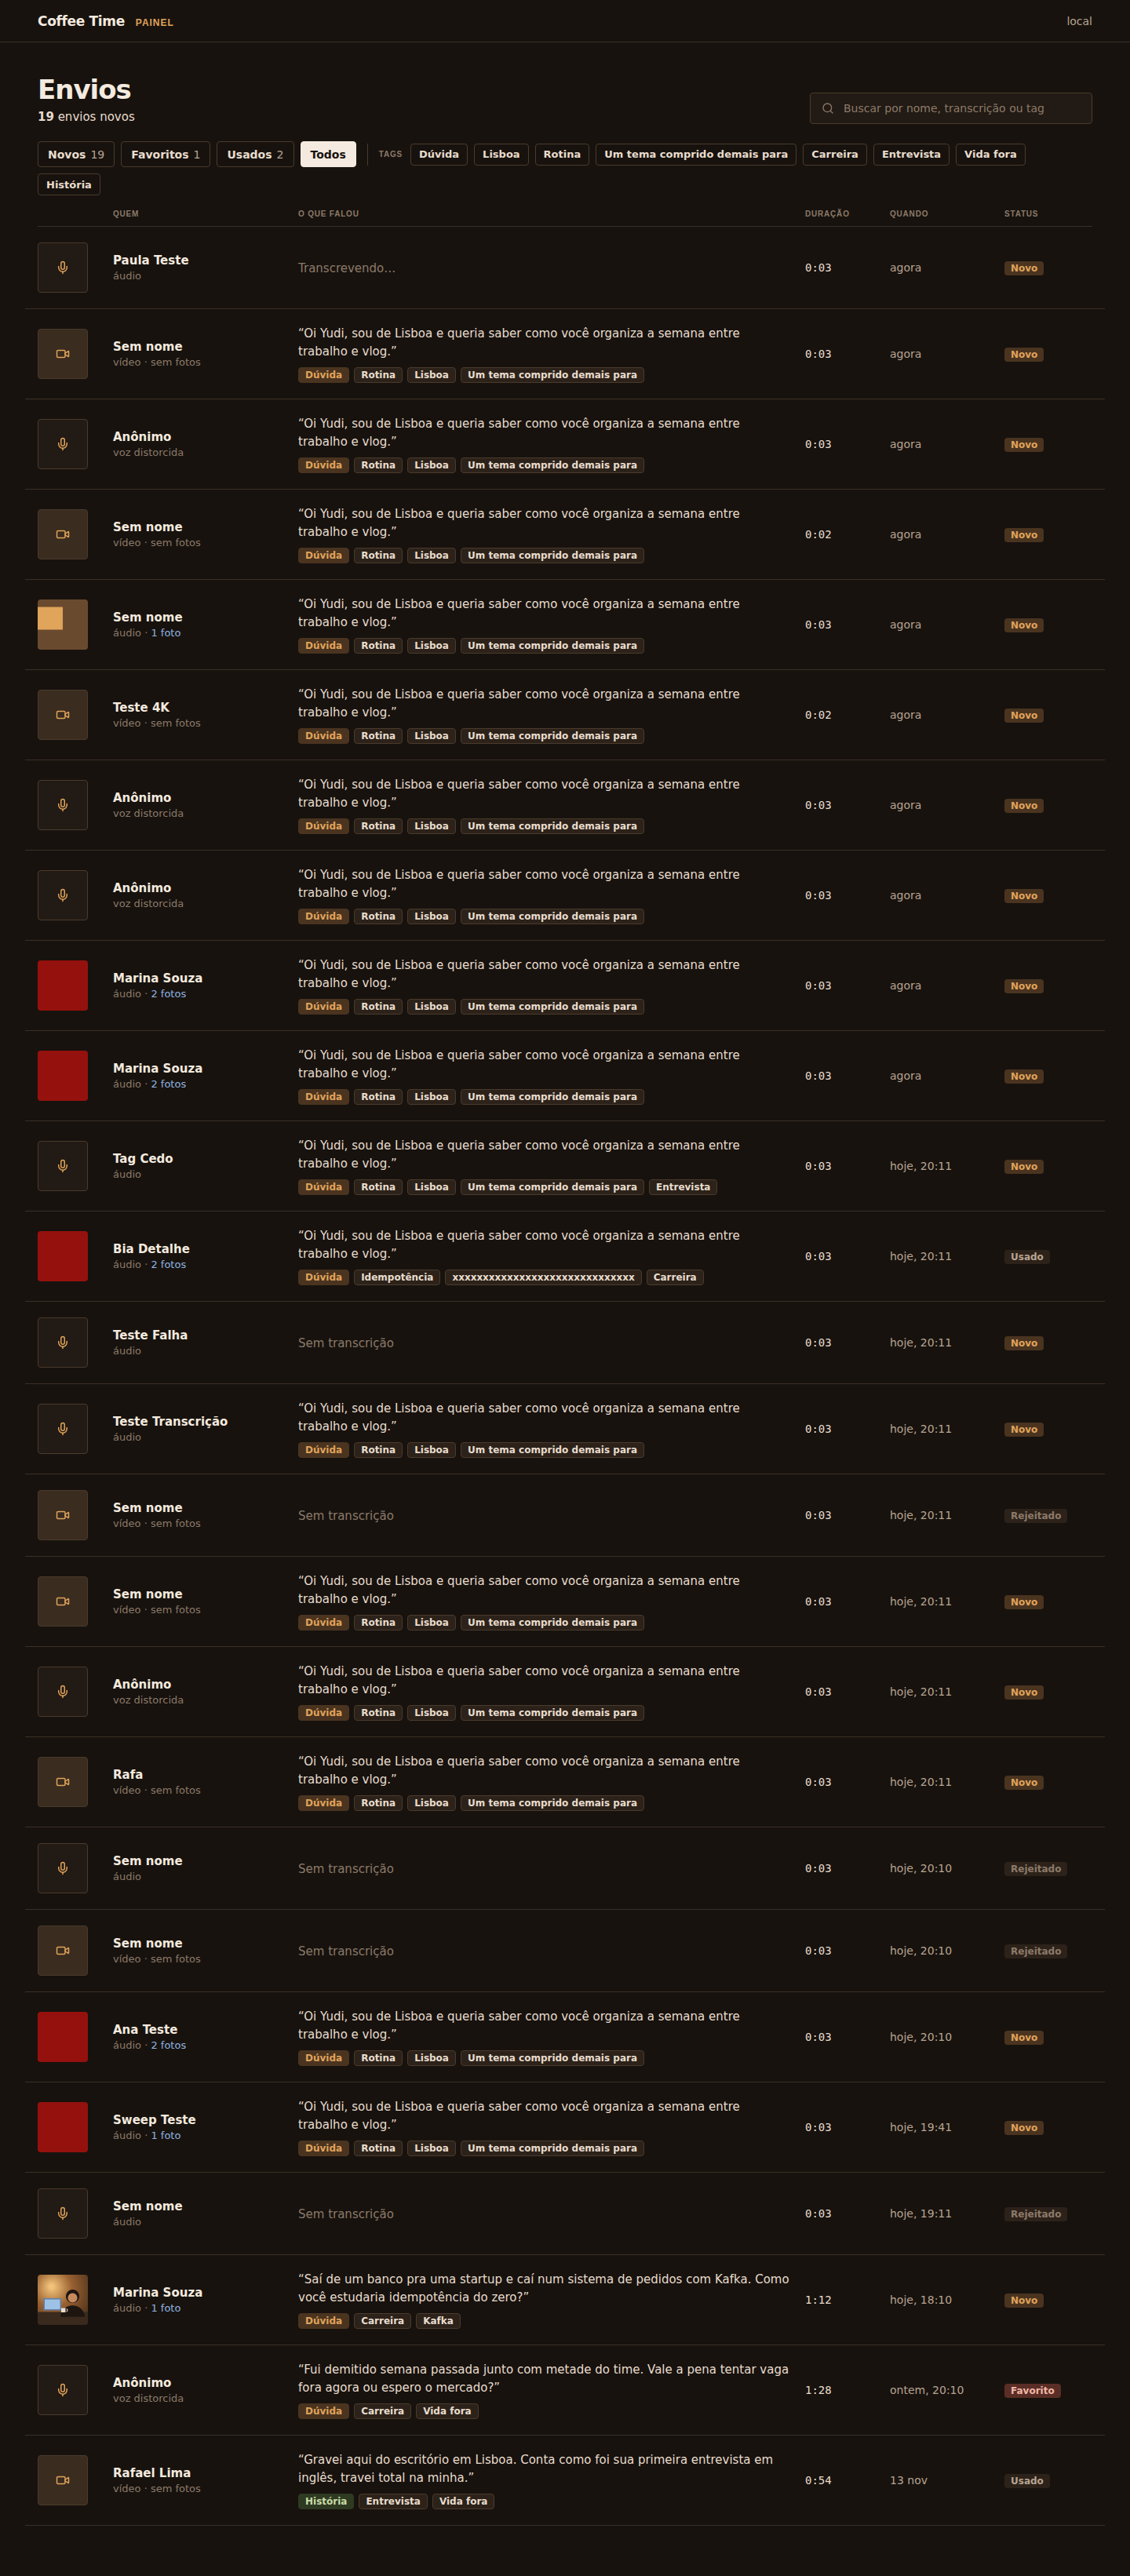 Coffee Time PAINEL
local
Envios
19 envios novos
Buscar por nome, transcrição ou tag
Novos 19 Favoritos 1 Usados 2 Todos TAGS Dúvida Lisboa Rotina Um tema comprido demais para Carreira Entrevista Vida fora
História
QUEM O QUE FALOU DURAÇÃO QUANDO STATUS
Paula Teste
áudio
Transcrevendo…
0:03 agora Novo
Sem nome
vídeo · sem fotos
“Oi Yudi, sou de Lisboa e queria saber como você organiza a semana entre
trabalho e vlog.”
Dúvida Rotina Lisboa Um tema comprido demais para
0:03 agora Novo
Anônimo
voz distorcida
“Oi Yudi, sou de Lisboa e queria saber como você organiza a semana entre
trabalho e vlog.”
Dúvida Rotina Lisboa Um tema comprido demais para
0:03 agora Novo
Sem nome
vídeo · sem fotos
“Oi Yudi, sou de Lisboa e queria saber como você organiza a semana entre
trabalho e vlog.”
Dúvida Rotina Lisboa Um tema comprido demais para
0:02 agora Novo
Sem nome
áudio · 1 foto
“Oi Yudi, sou de Lisboa e queria saber como você organiza a semana entre
trabalho e vlog.”
Dúvida Rotina Lisboa Um tema comprido demais para
0:03 agora Novo
Teste 4K
vídeo · sem fotos
“Oi Yudi, sou de Lisboa e queria saber como você organiza a semana entre
trabalho e vlog.”
Dúvida Rotina Lisboa Um tema comprido demais para
0:02 agora Novo
Anônimo
voz distorcida
“Oi Yudi, sou de Lisboa e queria saber como você organiza a semana entre
trabalho e vlog.”
Dúvida Rotina Lisboa Um tema comprido demais para
0:03 agora Novo
Anônimo
voz distorcida
“Oi Yudi, sou de Lisboa e queria saber como você organiza a semana entre
trabalho e vlog.”
Dúvida Rotina Lisboa Um tema comprido demais para
0:03 agora Novo
Marina Souza
áudio · 2 fotos
“Oi Yudi, sou de Lisboa e queria saber como você organiza a semana entre
trabalho e vlog.”
Dúvida Rotina Lisboa Um tema comprido demais para
0:03 agora Novo
Marina Souza
áudio · 2 fotos
“Oi Yudi, sou de Lisboa e queria saber como você organiza a semana entre
trabalho e vlog.”
Dúvida Rotina Lisboa Um tema comprido demais para
0:03 agora Novo
Tag Cedo
áudio
“Oi Yudi, sou de Lisboa e queria saber como você organiza a semana entre
trabalho e vlog.”
Dúvida Rotina Lisboa Um tema comprido demais para Entrevista
0:03 hoje, 20:11 Novo
Bia Detalhe
áudio · 2 fotos
“Oi Yudi, sou de Lisboa e queria saber como você organiza a semana entre
trabalho e vlog.”
Dúvida Idempotência xxxxxxxxxxxxxxxxxxxxxxxxxxxxxx Carreira
0:03 hoje, 20:11 Usado
Teste Falha
áudio
Sem transcrição
0:03 hoje, 20:11 Novo
Teste Transcrição
áudio
“Oi Yudi, sou de Lisboa e queria saber como você organiza a semana entre
trabalho e vlog.”
Dúvida Rotina Lisboa Um tema comprido demais para
0:03 hoje, 20:11 Novo
Sem nome
vídeo · sem fotos
Sem transcrição
0:03 hoje, 20:11 Rejeitado
Sem nome
vídeo · sem fotos
“Oi Yudi, sou de Lisboa e queria saber como você organiza a semana entre
trabalho e vlog.”
Dúvida Rotina Lisboa Um tema comprido demais para
0:03 hoje, 20:11 Novo
Anônimo
voz distorcida
“Oi Yudi, sou de Lisboa e queria saber como você organiza a semana entre
trabalho e vlog.”
Dúvida Rotina Lisboa Um tema comprido demais para
0:03 hoje, 20:11 Novo
Rafa
vídeo · sem fotos
“Oi Yudi, sou de Lisboa e queria saber como você organiza a semana entre
trabalho e vlog.”
Dúvida Rotina Lisboa Um tema comprido demais para
0:03 hoje, 20:11 Novo
Sem nome
áudio
Sem transcrição
0:03 hoje, 20:10 Rejeitado
Sem nome
vídeo · sem fotos
Sem transcrição
0:03 hoje, 20:10 Rejeitado
Ana Teste
áudio · 2 fotos
“Oi Yudi, sou de Lisboa e queria saber como você organiza a semana entre
trabalho e vlog.”
Dúvida Rotina Lisboa Um tema comprido demais para
0:03 hoje, 20:10 Novo
Sweep Teste
áudio · 1 foto
“Oi Yudi, sou de Lisboa e queria saber como você organiza a semana entre
trabalho e vlog.”
Dúvida Rotina Lisboa Um tema comprido demais para
0:03 hoje, 19:41 Novo
Sem nome
áudio
Sem transcrição
0:03 hoje, 19:11 Rejeitado
Marina Souza
áudio · 1 foto
“Saí de um banco pra uma startup e caí num sistema de pedidos com Kafka. Como
você estudaria idempotência do zero?”
Dúvida Carreira Kafka
1:12 hoje, 18:10 Novo
Anônimo
voz distorcida
“Fui demitido semana passada junto com metade do time. Vale a pena tentar vaga
fora agora ou espero o mercado?”
Dúvida Carreira Vida fora
1:28 ontem, 20:10 Favorito
Rafael Lima
vídeo · sem fotos
“Gravei aqui do escritório em Lisboa. Conta como foi sua primeira entrevista em
inglês, travei total na minha.”
História Entrevista Vida fora
0:54 13 nov Usado